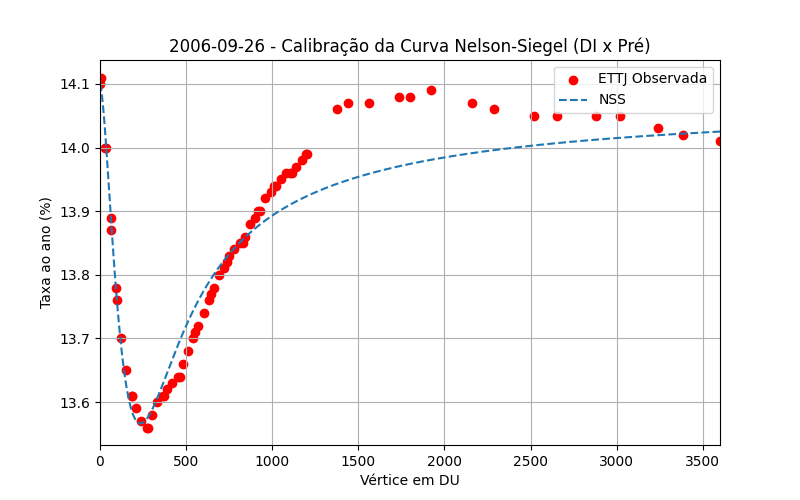 2006-09-26 - Calibração da Curva Nelson-Siegel (DI x Pré)
ETTJ Observada
NSS
Taxa ao ano (%)
14.1
14.0
13.9
13.8
13.7
13.6
0 500 1000 1500 2000 2500 3000 3500
Vértice em DU